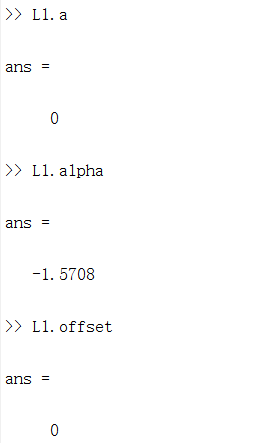 >> L1.a
ans =
0
>> L1.alpha
ans =
-1.5708
>> L1.offset
ans =
0